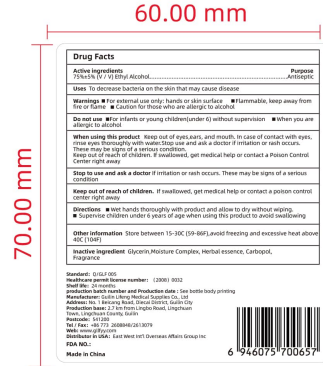 60.00 mm
70.00 mm
Drug Facts
Active ingredients Purpose
75%±5% (V / V) Ethyl Alcohol...Antiseptic
Uses To decrease bacteria on the skin that may cause disease
Warnings ■ For external use only: hands or skin surface ■ Flammable, keep away from
fire or flame ■ Caution for those who are allergic to alcohol
Do not use ■For infants or young children(under 6) without supervision ■ When you are
allergic to alcohol
When using this product Keep out of eyes,ears, and mouth. In case of contact with eyes,
rinse eyes thoroughly with water.Stop use and ask a doctor if irritation or rash occurs.
These may be signs of a serious condition.
Keep out of reach of children. If swallowed, get medical help or contact a Poison Control
Center right away
Stop to use and ask a doctor if irritation or rash occurs. These may be signs of a serious
condition
Keep out of reach of children. If swallowed, get medical help or contact a poison control
center right away
Directions ■ Wet hands thoroughly with product and allow to dry without wiping.
■ Supervise children under 6 years of age when using this product to avoid swallowing
Other information Store between 15-30C (59-86F),avoid freezing and excessive heat above
40C (104F)
Inactive ingredient Glycerin,Moisture Complex, Herbal essence, Carbopol,
Fragrance
Standard: Q/GLF 005
Healthcare permit license number: (2006) 0032
Shelf life: 24 months
production batch number and Production date : See bottle body printing
Manufacturer: Guilin Lifeng Medical Supplies Co., Ltd
Address: No. 1 Beixiang Road, Diecai District, Guilin City
Production base: 2.7 km from Lingbo Road, Lingchuan
Town, Lingchuan County, Guilin
Postcode: 541200
Tel / Fax: +86 773 2608048/2613079
Web: www.gllfyy.com
Distributor in USA: East West Int'l Overseas Affairs Group Inc
FDA NO.:
Made in China
6 946075 700657